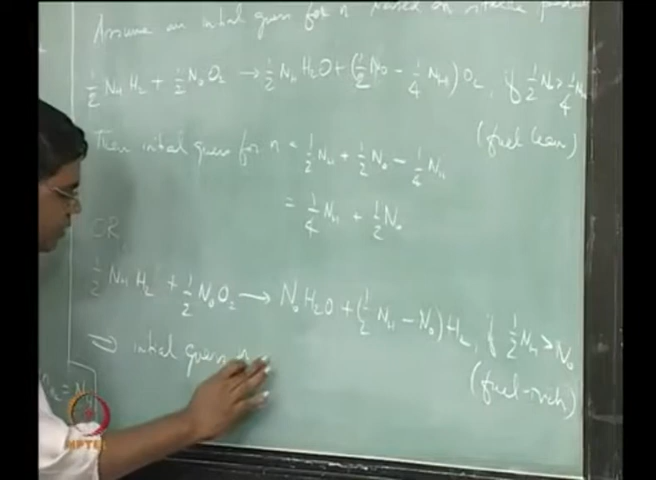 Assume an initial guess for n based on stable produ
1/2 N_H H2 + 1/2 N_O O2 → 1/2 N_H H2O + (1/2 N_O − 1/4 N_H) O2, if 1/2 N_O > 1/4 N_H
(fuel lean)
Then initial guess for n = 1/2 N_H + 1/2 N_O − 1/4 N_H
= 1/4 N_H + 1/2 N_O
OR,
1/2 N_H H2 + 1/2 N_O O2 → N_O H2O + (1/2 N_H − N_O) H2, if 1/2 N_H > N_O
(fuel-rich)
⇒ initial guess
NPTEL